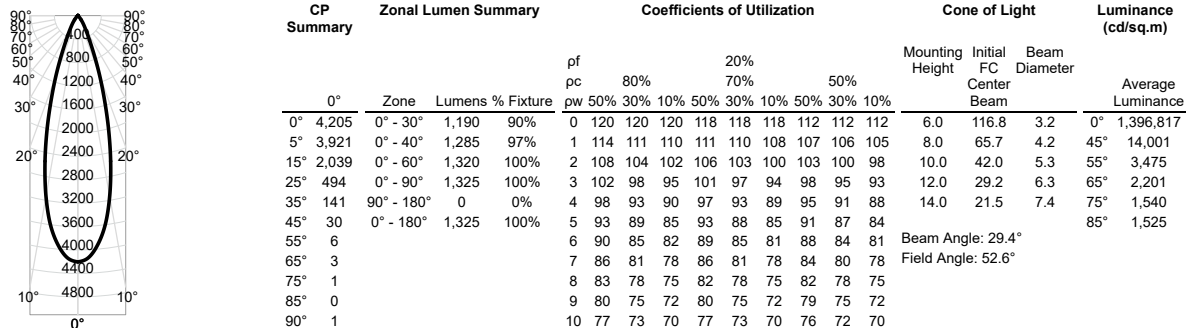 CP Summary Zonal Lumen Summary Coefficients of Utilization Cone of Light Luminance (cd/sq.m)
90° 90°
80° 80°
70° 70°
60° 60°
50° 50°
40° 40°
30° 30°
20° 20°
10° 10°
0°
400
800
1200
1600
2000
2400
2800
3200
3600
4000
4400
4800
ρf 20%
ρc 80% 70% 50%
Mounting Height Initial FC Center Beam Beam Diameter Average Luminance
0° Zone Lumens % Fixture ρw 50% 30% 10% 50% 30% 10% 50% 30% 10%
0° 4,205 0° - 30° 1,190 90% 0 120 120 120 118 118 118 112 112 112 6.0 116.8 3.2 0° 1,396,817
5° 3,921 0° - 40° 1,285 97% 1 114 111 110 111 110 108 107 106 105 8.0 65.7 4.2 45° 14,001
15° 2,039 0° - 60° 1,320 100% 2 108 104 102 106 103 100 103 100 98 10.0 42.0 5.3 55° 3,475
25° 494 0° - 90° 1,325 100% 3 102 98 95 101 97 94 98 95 93 12.0 29.2 6.3 65° 2,201
35° 141 90° - 180° 0 0% 4 98 93 90 97 93 89 95 91 88 14.0 21.5 7.4 75° 1,540
45° 30 0° - 180° 1,325 100% 5 93 89 85 93 88 85 91 87 84 85° 1,525
55° 6 6 90 85 82 89 85 81 88 84 81 Beam Angle: 29.4°
65° 3 7 86 81 78 86 81 78 84 80 78 Field Angle: 52.6°
75° 1 8 83 78 75 82 78 75 82 78 75
85° 0 9 80 75 72 80 75 72 79 75 72
90° 1 10 77 73 70 77 73 70 76 72 70